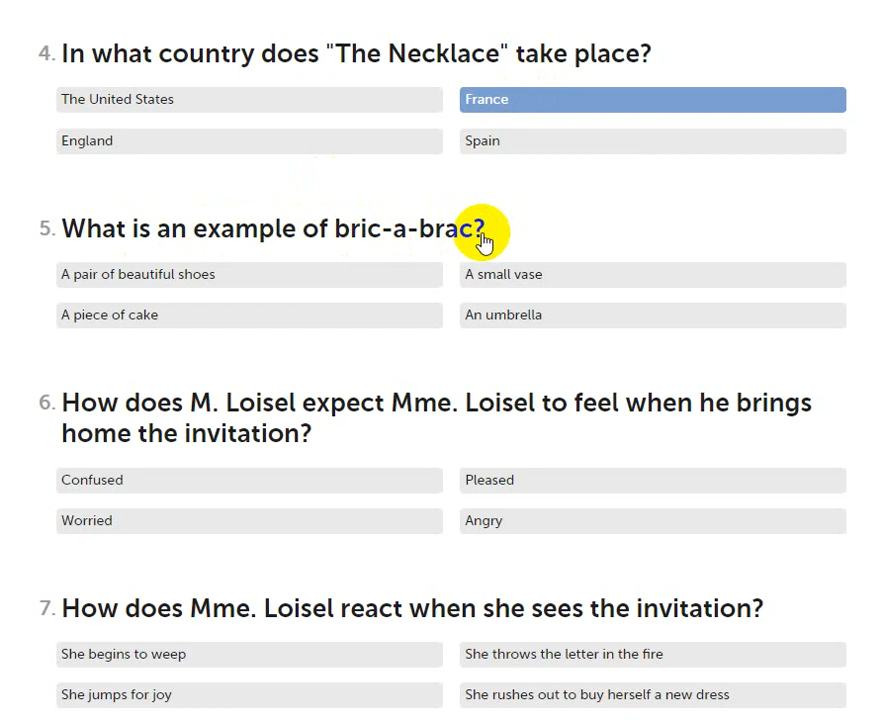 4. In what country does "The Necklace" take place?
The United States
France
England
Spain
5. What is an example of bric-a-brac?
A pair of beautiful shoes
A small vase
A piece of cake
An umbrella
6. How does M. Loisel expect Mme. Loisel to feel when he brings
home the invitation?
Confused
Pleased
Worried
Angry
7. How does Mme. Loisel react when she sees the invitation?
She begins to weep
She throws the letter in the fire
She jumps for joy
She rushes out to buy herself a new dress